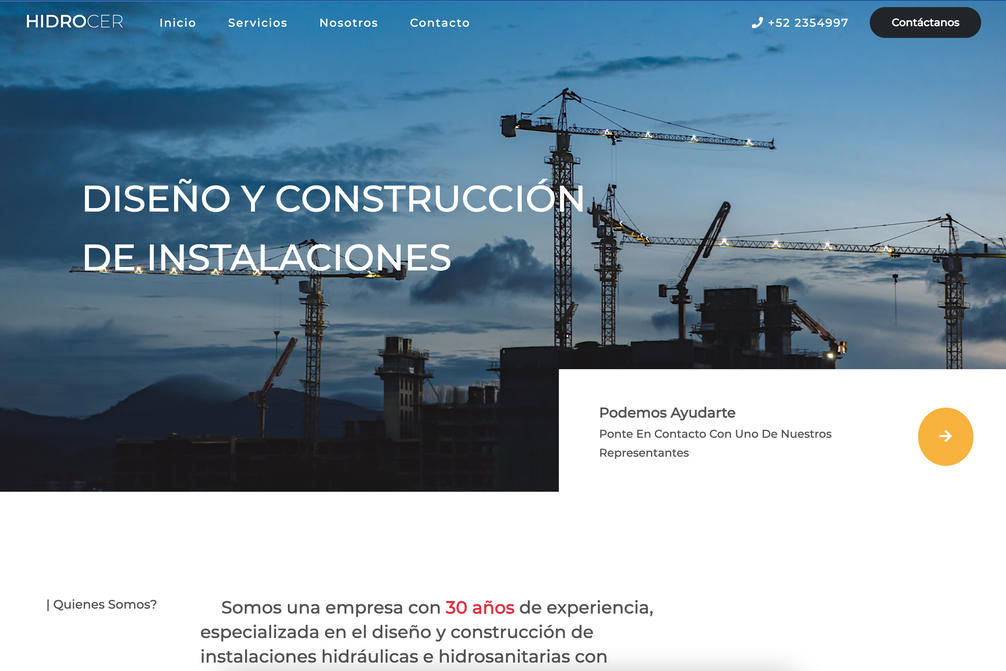 HIDROCER
Inicio
Servicios
Nosotros
Contacto
+52 2354997
Contáctanos
DISEÑO Y CONSTRUCCIÓN
DE INSTALACIONES
Podemos Ayudarte
Ponte En Contacto Con Uno De Nuestros
Representantes
| Quienes Somos?
Somos una empresa con 30 años de experiencia,
especializada en el diseño y construcción de
instalaciones hidráulicas e hidrosanitarias con